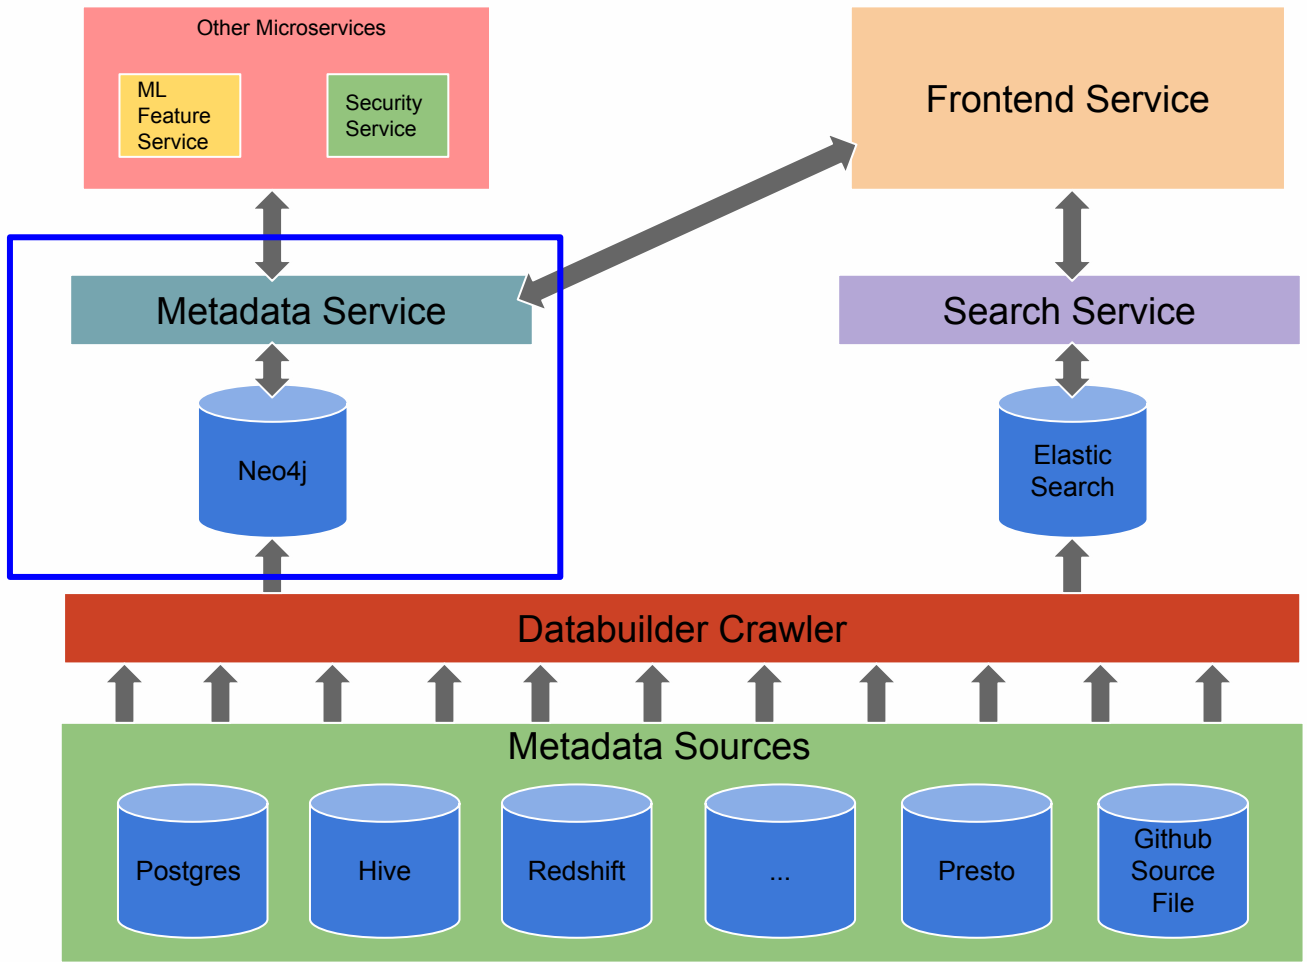 Other Microservices
ML
Feature
Service
Security
Service
Frontend Service
Metadata Service
Search Service
Neo4j
Elastic
Search
Databuilder Crawler
Metadata Sources
Postgres
Hive
Redshift
...
Presto
Github
Source
File